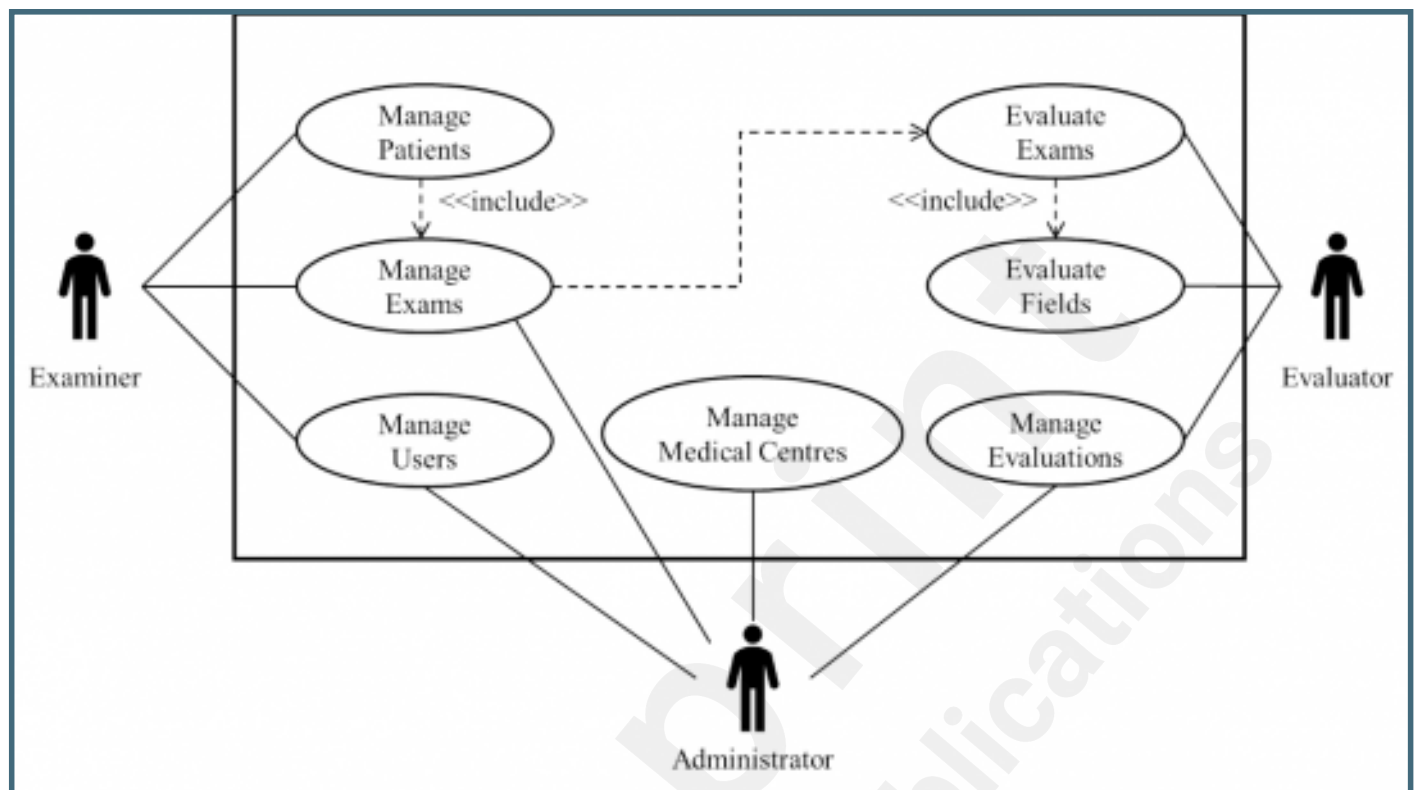 Manage
Patients
Evaluate
Exams
<<include>>
<<include>>
Manage
Exams
Evaluate
Fields
Examiner
Evaluator
Manage
Users
Manage
Medical Centres
Manage
Evaluations
Administrator
print